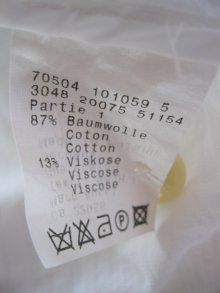 70504 101059 5
3048 20075 51154
Partie 1
87% Baumwolle
Coton
Cotton
13% Viskose
Viscose
Viscose